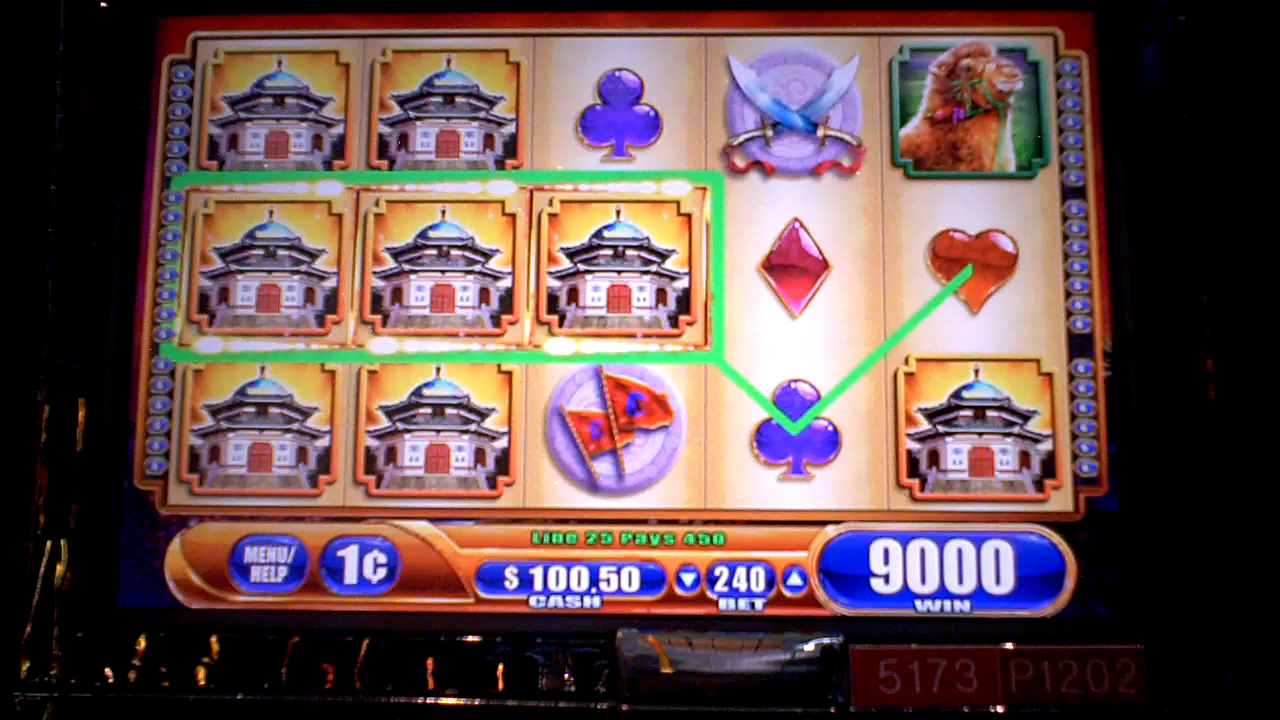 Line 25 Pays 450
MENU/
HELP
1¢
$ 100.50
CASH
240
BET
9000
WIN
5173 P1202